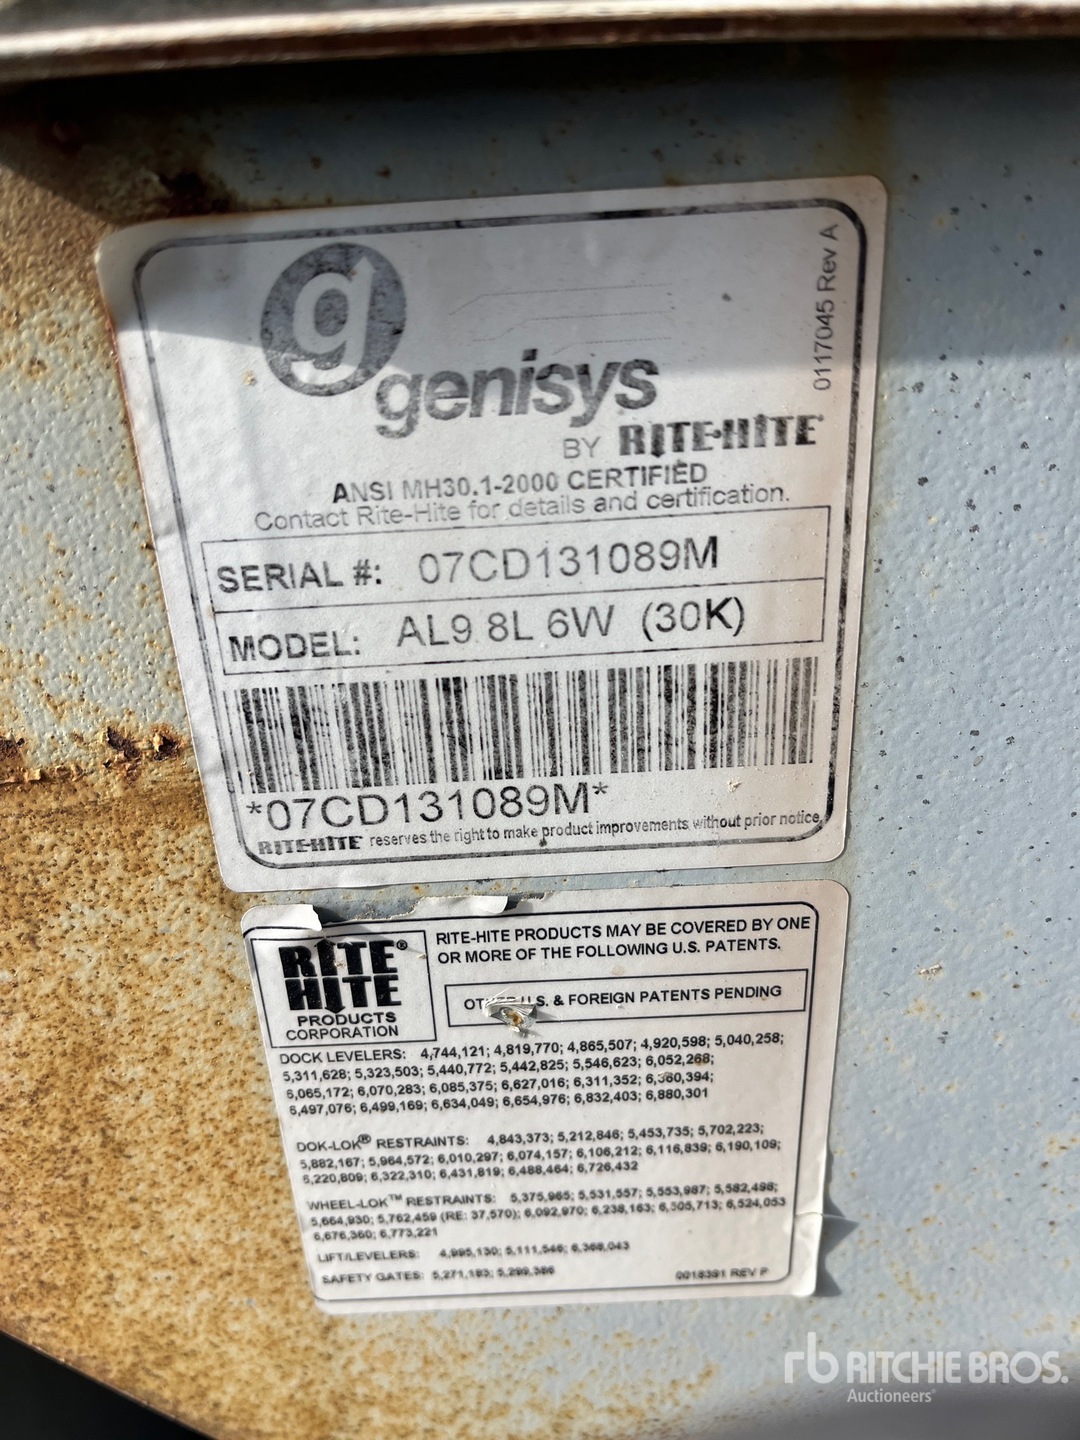 g
genisys
BY RITE-HITE
0117045 Rev A
ANSI MH30.1-2000 CERTIFIED
Contact Rite-Hite for details and certification.
SERIAL #: 07CD131089M
MODEL: AL9 8L 6W (30K)
*07CD131089M*
RITE-HITE reserves the right to make product improvements without prior notice.
RITE®
HITE
PRODUCTS
CORPORATION
RITE-HITE PRODUCTS MAY BE COVERED BY ONE
OR MORE OF THE FOLLOWING U.S. PATENTS.
U.S. & FOREIGN PATENTS PENDING
DOCK LEVELERS: 4,744,121; 4,819,770; 4,865,507; 4,920,598; 5,040,258;
5,311,628; 5,323,503; 5,440,772; 5,442,825; 5,546,623; 6,052,268;
6,065,172; 6,070,283; 6,085,375; 6,627,016; 6,311,352; 6,360,394;
6,497,076; 6,499,169; 6,634,049; 6,654,976; 6,832,403; 6,880,301
DOK-LOK® RESTRAINTS: 4,843,373; 5,212,846; 5,453,735; 5,702,223;
5,882,167; 5,964,572; 6,010,297; 6,074,157; 6,106,212; 6,116,839; 6,190,109;
6,220,809; 6,322,310; 6,431,819; 6,488,464; 6,726,432
WHEEL-LOK™ RESTRAINTS: 5,375,965; 5,531,557; 5,553,987; 5,582,498;
5,664,930; 5,762,459 (RE: 37,570); 6,092,970; 6,238,163; 6,305,713; 6,524,053
6,676,360; 6,773,221
LIFT/LEVELERS: 4,995,130; 5,111,546; 6,368,043
SAFETY GATES: 5,271,183; 5,299,386
0018391 REV P
rb RITCHIE BROS.
Auctioneers